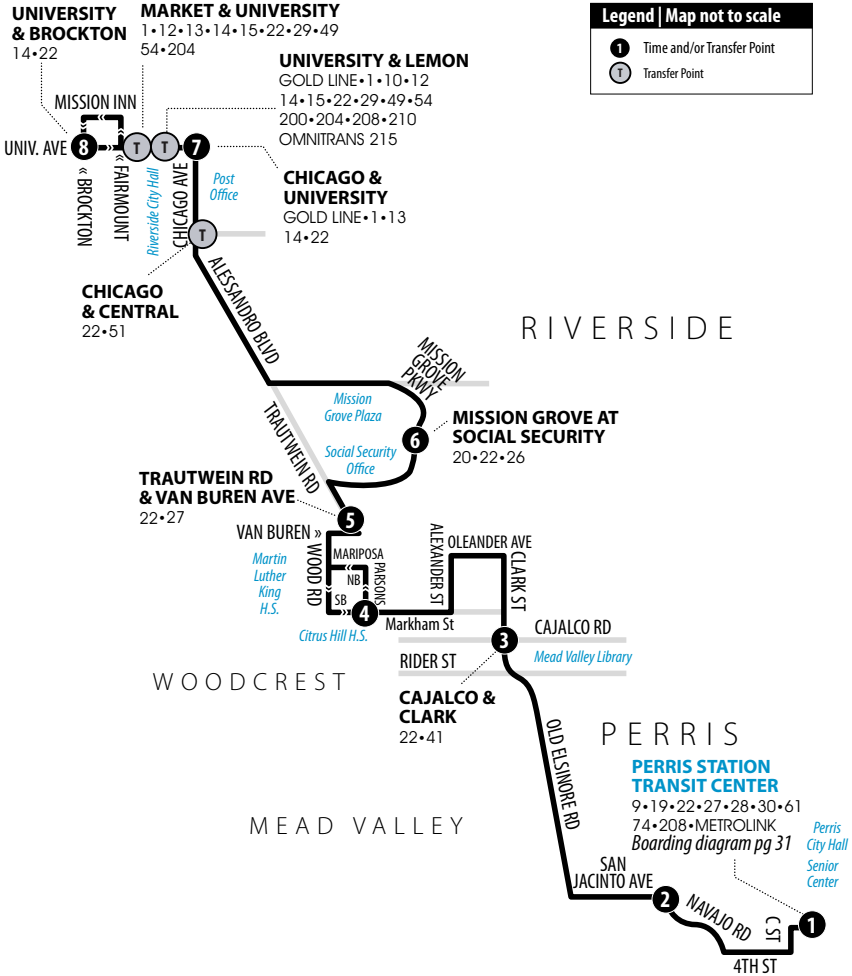 UNIVERSITY
& BROCKTON
14•22
MARKET & UNIVERSITY
1•12•13•14•15•22•29•49
54•204
UNIVERSITY & LEMON
GOLD LINE•1•10•12
14•15•22•29•49•54
200•204•208•210
OMNITRANS 215
Legend | Map not to scale
1 Time and/or Transfer Point
T Transfer Point
MISSION INN
UNIV. AVE
8
T
T
7
« BROCKTON
« FAIRMOUNT
Riverside City Hall
CHICAGO AVE
Post
Office
CHICAGO &
UNIVERSITY
GOLD LINE•1•13
14•22
T
CHICAGO
& CENTRAL
22•51
ALESSANDRO BLVD
RIVERSIDE
MISSION
GROVE
PKWY
Mission
Grove Plaza
TRAUTWEIN RD
Social Security
Office
6
MISSION GROVE AT
SOCIAL SECURITY
20•22•26
TRAUTWEIN RD
& VAN BUREN AVE
22•27
5
VAN BUREN »
WOOD RD
MARIPOSA
NB
SB
PARSONS
Martin
Luther
King
H.S.
4
Citrus Hill H.S.
Markham St
ALEXANDER ST
OLEANDER AVE
CLARK ST
3
CAJALCO RD
RIDER ST
Mead Valley Library
WOODCREST
CAJALCO &
CLARK
22•41
OLD ELSINORE RD
PERRIS
PERRIS STATION
TRANSIT CENTER
9•19•22•27•28•30•61
74•208•METROLINK
Boarding diagram pg 31
Perris
City Hall
Senior
Center
MEAD VALLEY
SAN
JACINTO AVE
2
NAVAJO RD
C ST
1
4TH ST